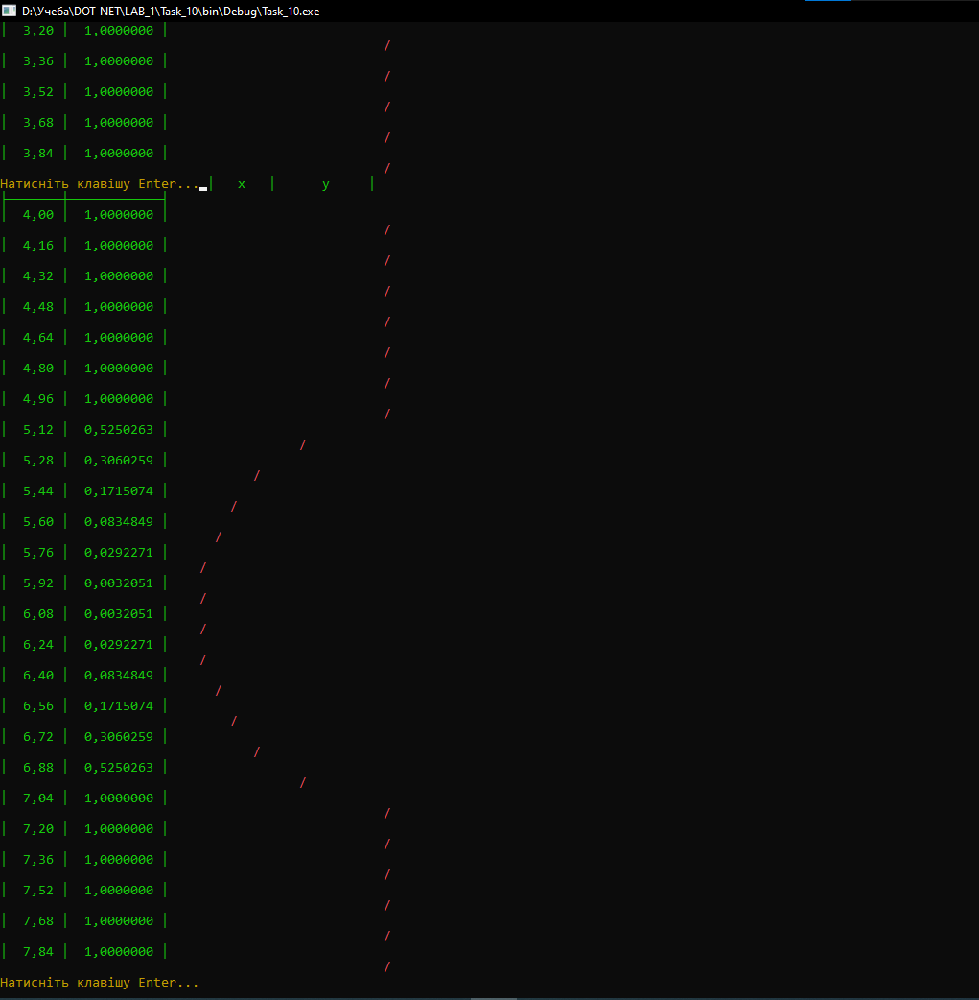 D:\Учеба\DOT-NET\LAB_1\Task_10\bin\Debug\Task_10.exe
| 3,20 | 1,0000000 |
/
| 3,36 | 1,0000000 |
/
| 3,52 | 1,0000000 |
/
| 3,68 | 1,0000000 |
/
| 3,84 | 1,0000000 |
/
Натисніть клавішу Enter... | x | y |
| 4,00 | 1,0000000 |
/
| 4,16 | 1,0000000 |
/
| 4,32 | 1,0000000 |
/
| 4,48 | 1,0000000 |
/
| 4,64 | 1,0000000 |
/
| 4,80 | 1,0000000 |
/
| 4,96 | 1,0000000 |
/
| 5,12 | 0,5250263 |
/
| 5,28 | 0,3060259 |
/
| 5,44 | 0,1715074 |
/
| 5,60 | 0,0834849 |
/
| 5,76 | 0,0292271 |
/
| 5,92 | 0,0032051 |
/
| 6,08 | 0,0032051 |
/
| 6,24 | 0,0292271 |
/
| 6,40 | 0,0834849 |
/
| 6,56 | 0,1715074 |
/
| 6,72 | 0,3060259 |
/
| 6,88 | 0,5250263 |
/
| 7,04 | 1,0000000 |
/
| 7,20 | 1,0000000 |
/
| 7,36 | 1,0000000 |
/
| 7,52 | 1,0000000 |
/
| 7,68 | 1,0000000 |
/
| 7,84 | 1,0000000 |
/
Натисніть клавішу Enter...